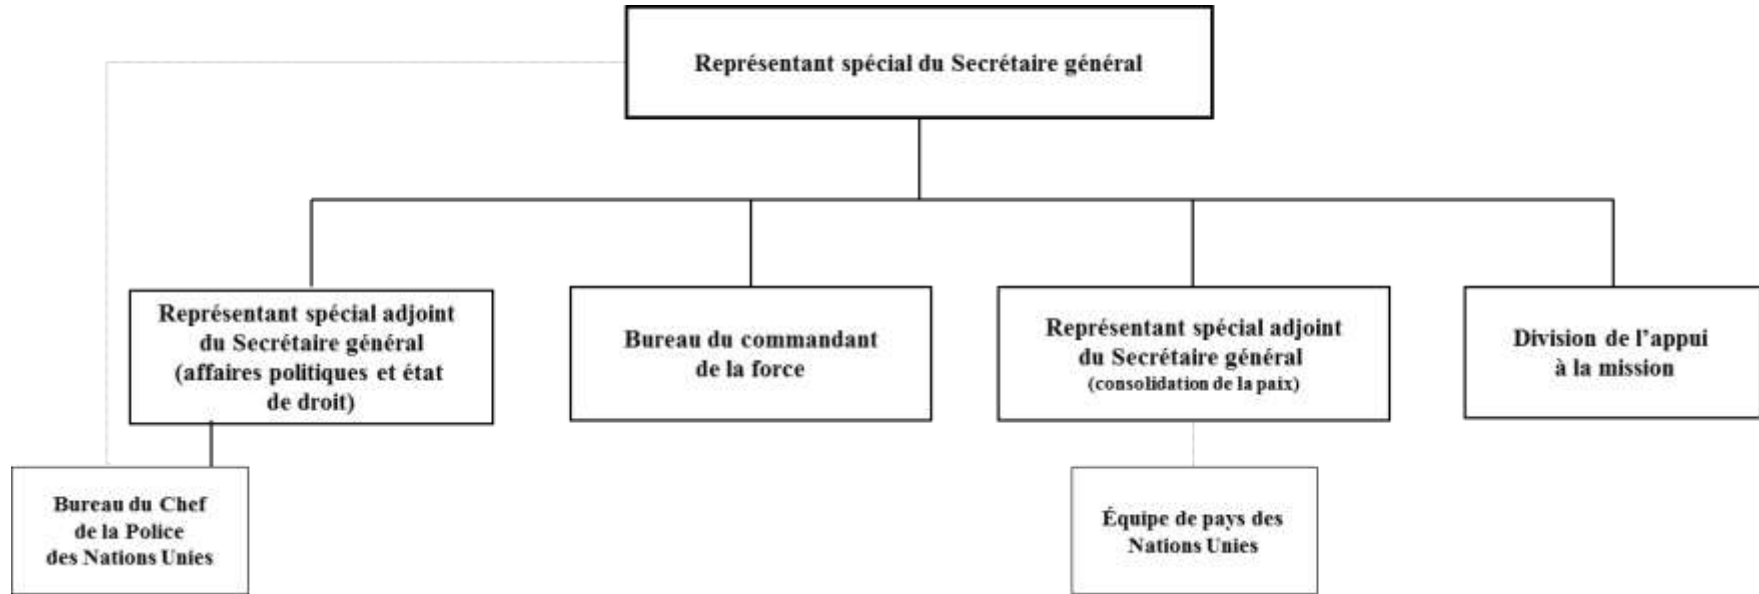 Représentant spécial du Secrétaire général
Représentant spécial adjoint
du Secrétaire général
(affaires politiques et état
de droit)
Bureau du commandant
de la force
Représentant spécial adjoint
du Secrétaire général
(consolidation de la paix)
Division de l’appui
à la mission
Bureau du Chef
de la Police
des Nations Unies
Équipe de pays des
Nations Unies